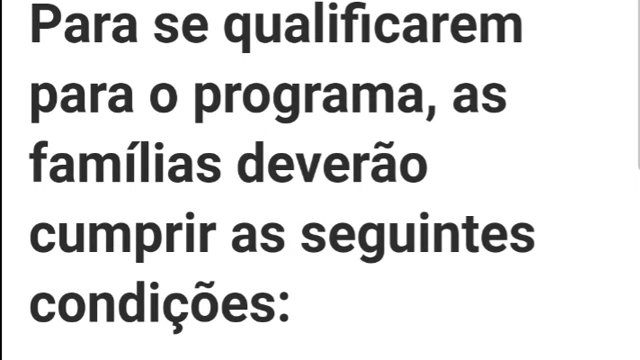 Para se qualificarem
para o programa, as
famílias deverão
cumprir as seguintes
condições: